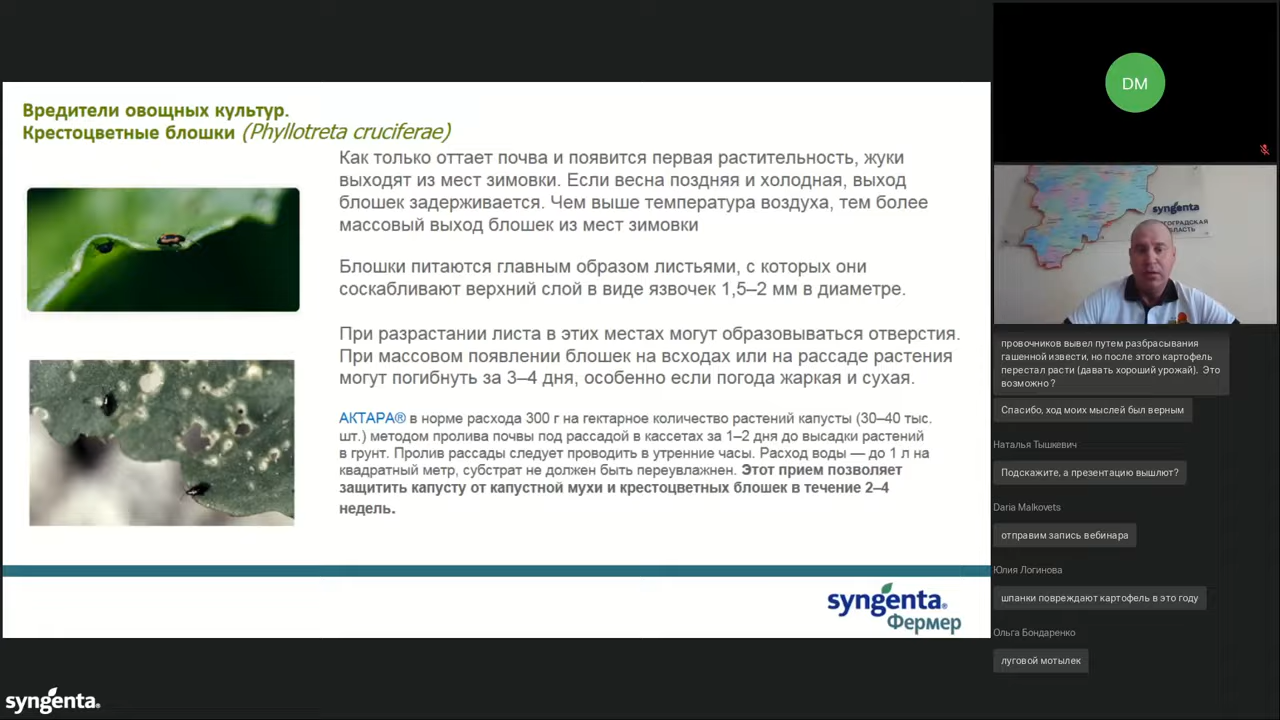 Вредители овощных культур.
Крестоцветные блошки (Phyllotreta cruciferae)
Как только оттает почва и появится первая растительность, жуки
выходят из мест зимовки. Если весна поздняя и холодная, выход
блошек задерживается. Чем выше температура воздуха, тем более
массовый выход блошек из мест зимовки
Блошки питаются главным образом листьями, с которых они
соскабливают верхний слой в виде язвочек 1,5–2 мм в диаметре.
При разрастании листа в этих местах могут образовываться отверстия.
При массовом появлении блошек на всходах или на рассаде растения
могут погибнуть за 3–4 дня, особенно если погода жаркая и сухая.
АКТАРА® в норме расхода 300 г на гектарное количество растений капусты (30–40 тыс.
шт.) методом пролива почвы под рассадой в кассетах за 1–2 дня до высадки растений
в грунт. Пролив рассады следует проводить в утренние часы. Расход воды — до 1 л на
квадратный метр, субстрат не должен быть переувлажнен. Этот прием позволяет
защитить капусту от капустной мухи и крестоцветных блошек в течение 2–4
недель.
syngenta®
Фермер
syngenta®
DM
syngenta
ОГРАДСКАЯ
ОБЛАСТЬ
провочников вывел путем разбрасывания
гашенной извести, но после этого картофель
перестал расти (давать хороший урожай). Это
возможно ?
Спасибо, ход моих мыслей был верным
Наталья Тышкевич
Подскажите, а презентацию вышлют?
Daria Malkovets
отправим запись вебинара
Юлия Логинова
шпанки повреждают картофель в это году
Ольга Бондаренко
луговой мотылек